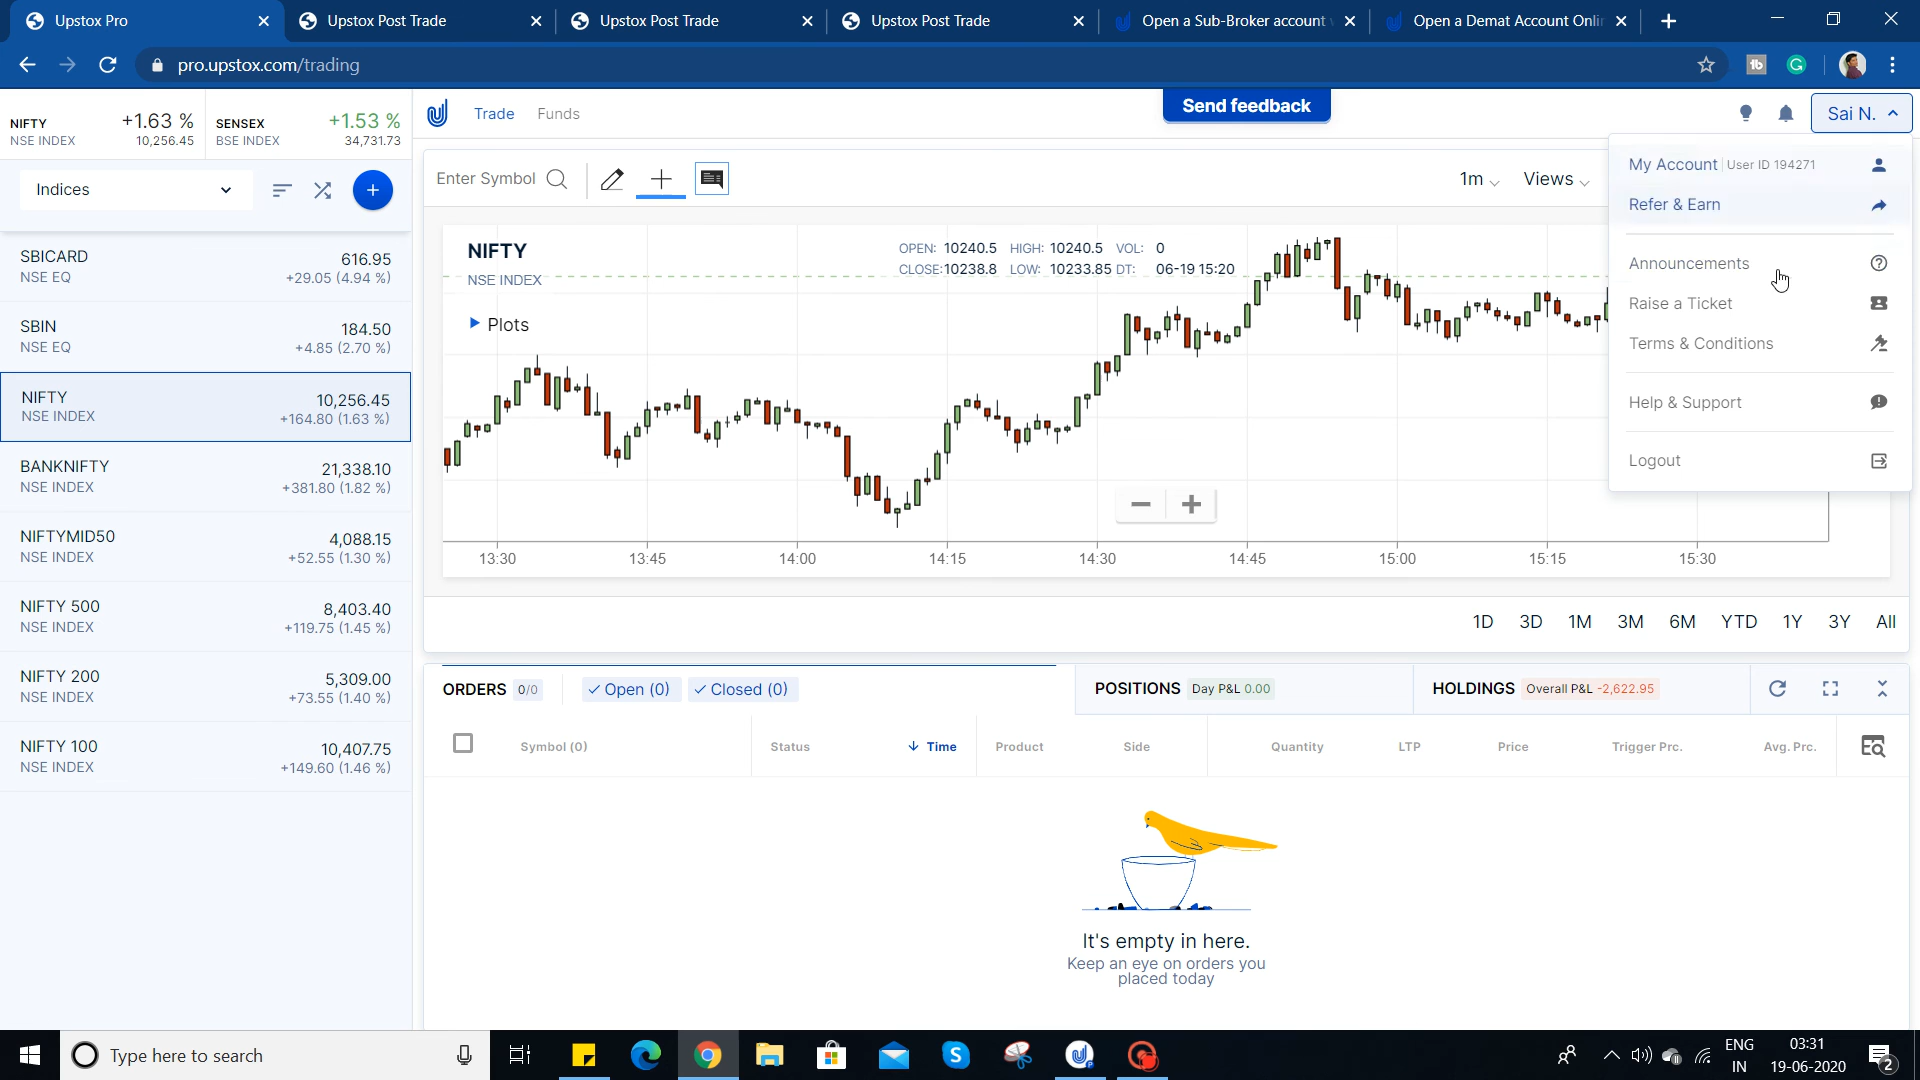 Upstox Pro
Upstox Post Trade
Upstox Post Trade
Upstox Post Trade
Open a Sub-Broker account
Open a Demat Account Onli
pro.upstox.com/trading
NIFTY +1.63 %
NSE INDEX 10,256.45
SENSEX +1.53 %
BSE INDEX 34,731.73
Trade Funds
Send feedback
Sai N.
Indices
Enter Symbol
1m Views
My Account User ID 194271
Refer & Earn
Announcements
Raise a Ticket
Terms & Conditions
Help & Support
Logout
SBICARD 616.95
NSE EQ +29.05 (4.94 %)
SBIN 184.50
NSE EQ +4.85 (2.70 %)
NIFTY 10,256.45
NSE INDEX +164.80 (1.63 %)
BANKNIFTY 21,338.10
NSE INDEX +381.80 (1.82 %)
NIFTYMID50 4,088.15
NSE INDEX +52.55 (1.30 %)
NIFTY 500 8,403.40
NSE INDEX +119.75 (1.45 %)
NIFTY 200 5,309.00
NSE INDEX +73.55 (1.40 %)
NIFTY 100 10,407.75
NSE INDEX +149.60 (1.46 %)
NIFTY
NSE INDEX
OPEN: 10240.5 HIGH: 10240.5 VOL: 0
CLOSE:10238.8 LOW: 10233.85 DT: 06-19 15:20
Plots
13:30 13:45 14:00 14:15 14:30 14:45 15:00 15:15 15:30
1D 3D 1M 3M 6M YTD 1Y 3Y All
ORDERS 0/0 Open (0) Closed (0)
POSITIONS Day P&L 0.00
HOLDINGS Overall P&L -2,622.95
Symbol (0) Status Time Product Side Quantity LTP Price Trigger Prc. Avg. Prc.
It's empty in here.
Keep an eye on orders you
placed today
Type here to search
ENG
IN
03:31
19-06-2020
2